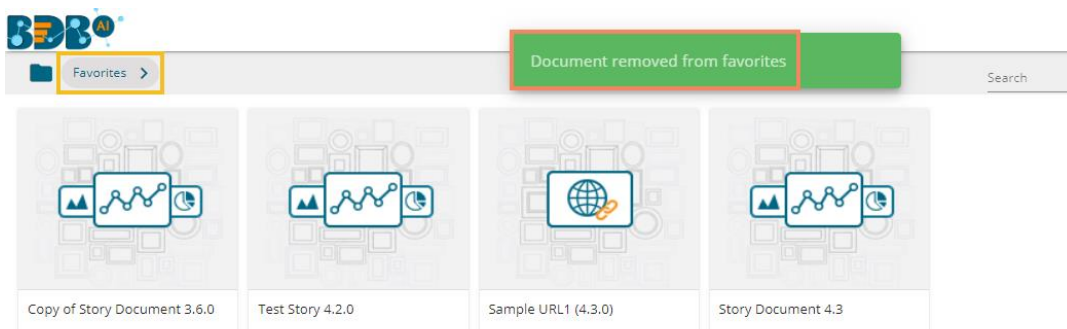 BDB AI
Document removed from favorites
Favorites >
Search
Copy of Story Document 3.6.0
Test Story 4.2.0
Sample URL1 (4.3.0)
Story Document 4.3